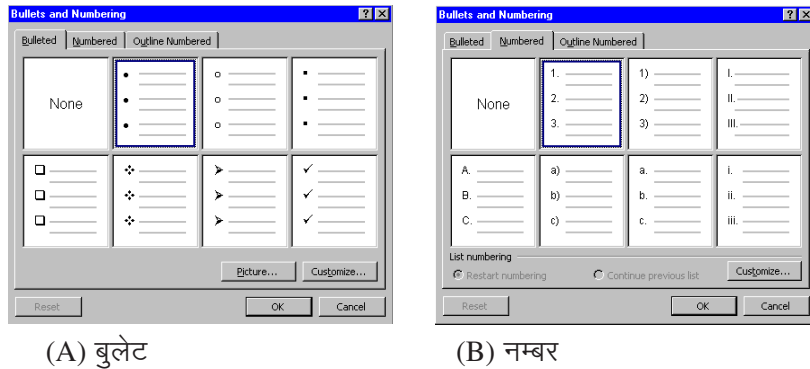 Bullets and Numbering
Bulleted Numbered Outline Numbered
None
Picture... Customize...
Reset OK Cancel
(A) बुलेट
Bullets and Numbering
Bulleted Numbered Outline Numbered
None
1. 2. 3.
1) 2) 3)
I. II. III.
A. B. C.
a) b) c)
a. b. c.
i. ii. iii.
List numbering
Restart numbering Continue previous list Customize...
Reset OK Cancel
(B) नम्बर